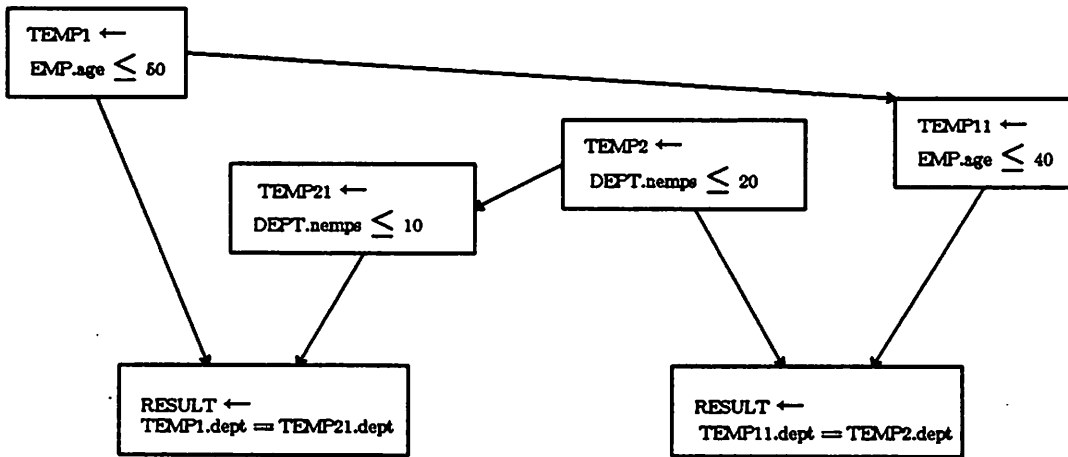 TEMP1 ←
EMP.age ≤ 50
TEMP11 ←
EMP.age ≤ 40
TEMP2 ←
DEPT.nemps ≤ 20
TEMP21 ←
DEPT.nemps ≤ 10
RESULT ←
TEMP1.dept = TEMP21.dept
RESULT ←
TEMP11.dept = TEMP2.dept